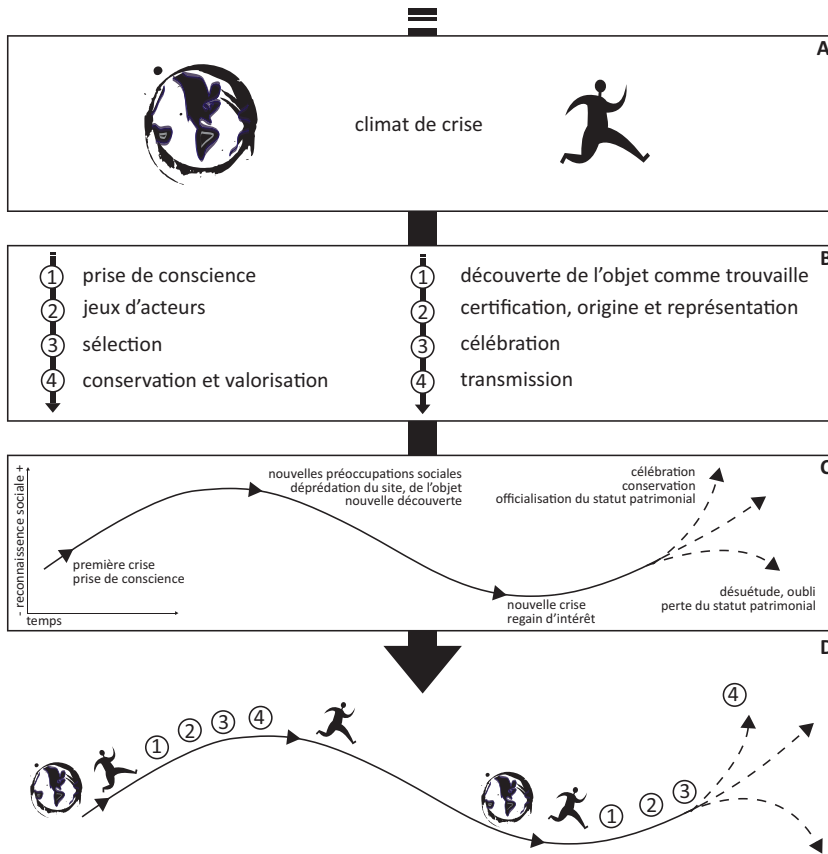 A
climat de crise
B
1 prise de conscience
2 jeux d'acteurs
3 sélection
4 conservation et valorisation
1 découverte de l'objet comme trouvaille
2 certification, origine et représentation
3 célébration
4 transmission
C
- reconnaissance sociale +
temps
première crise
prise de conscience
nouvelles préoccupations sociales
déprédation du site, de l'objet
nouvelle découverte
nouvelle crise
regain d'intérêt
célébration
conservation
officialisation du statut patrimonial
désuétude, oubli
perte du statut patrimonial
D
1 2 3 4
1 2 3 4